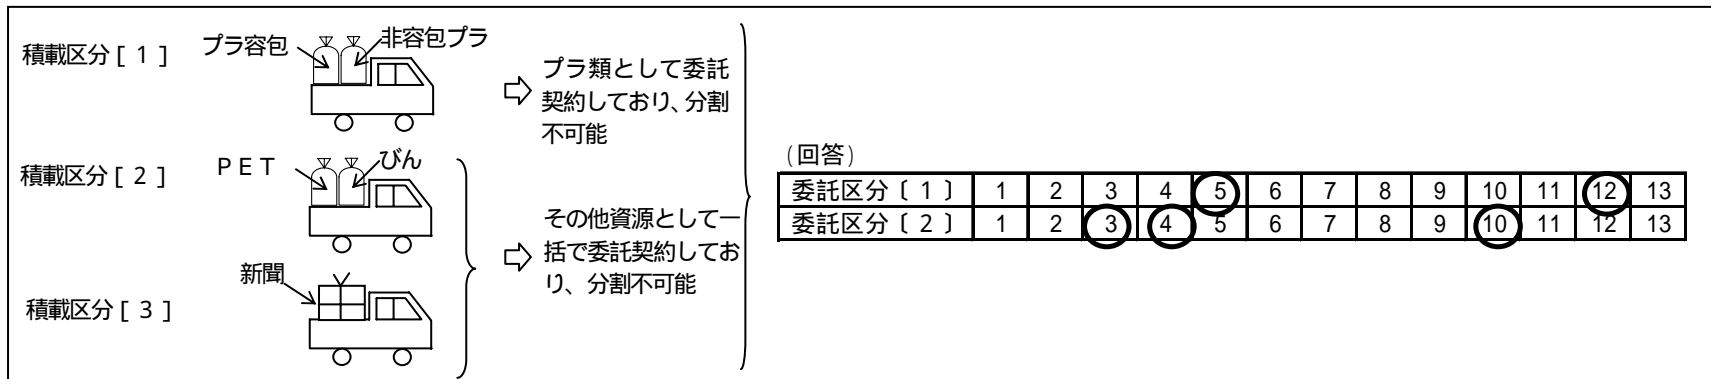 積載区分[ 1 ]
プラ容包
非容包プラ
プラ類として委託
契約しており、分割
不可能
積載区分[ 2 ]
PET
びん
積載区分[ 3 ]
新聞
その他資源として一
括で委託契約してお
り、分割不可能
(回答)
委託区分〔 1 〕 1 2 3 4 5 6 7 8 9 10 11 12 13
委託区分〔 2 〕 1 2 3 4 5 6 7 8 9 10 11 12 13